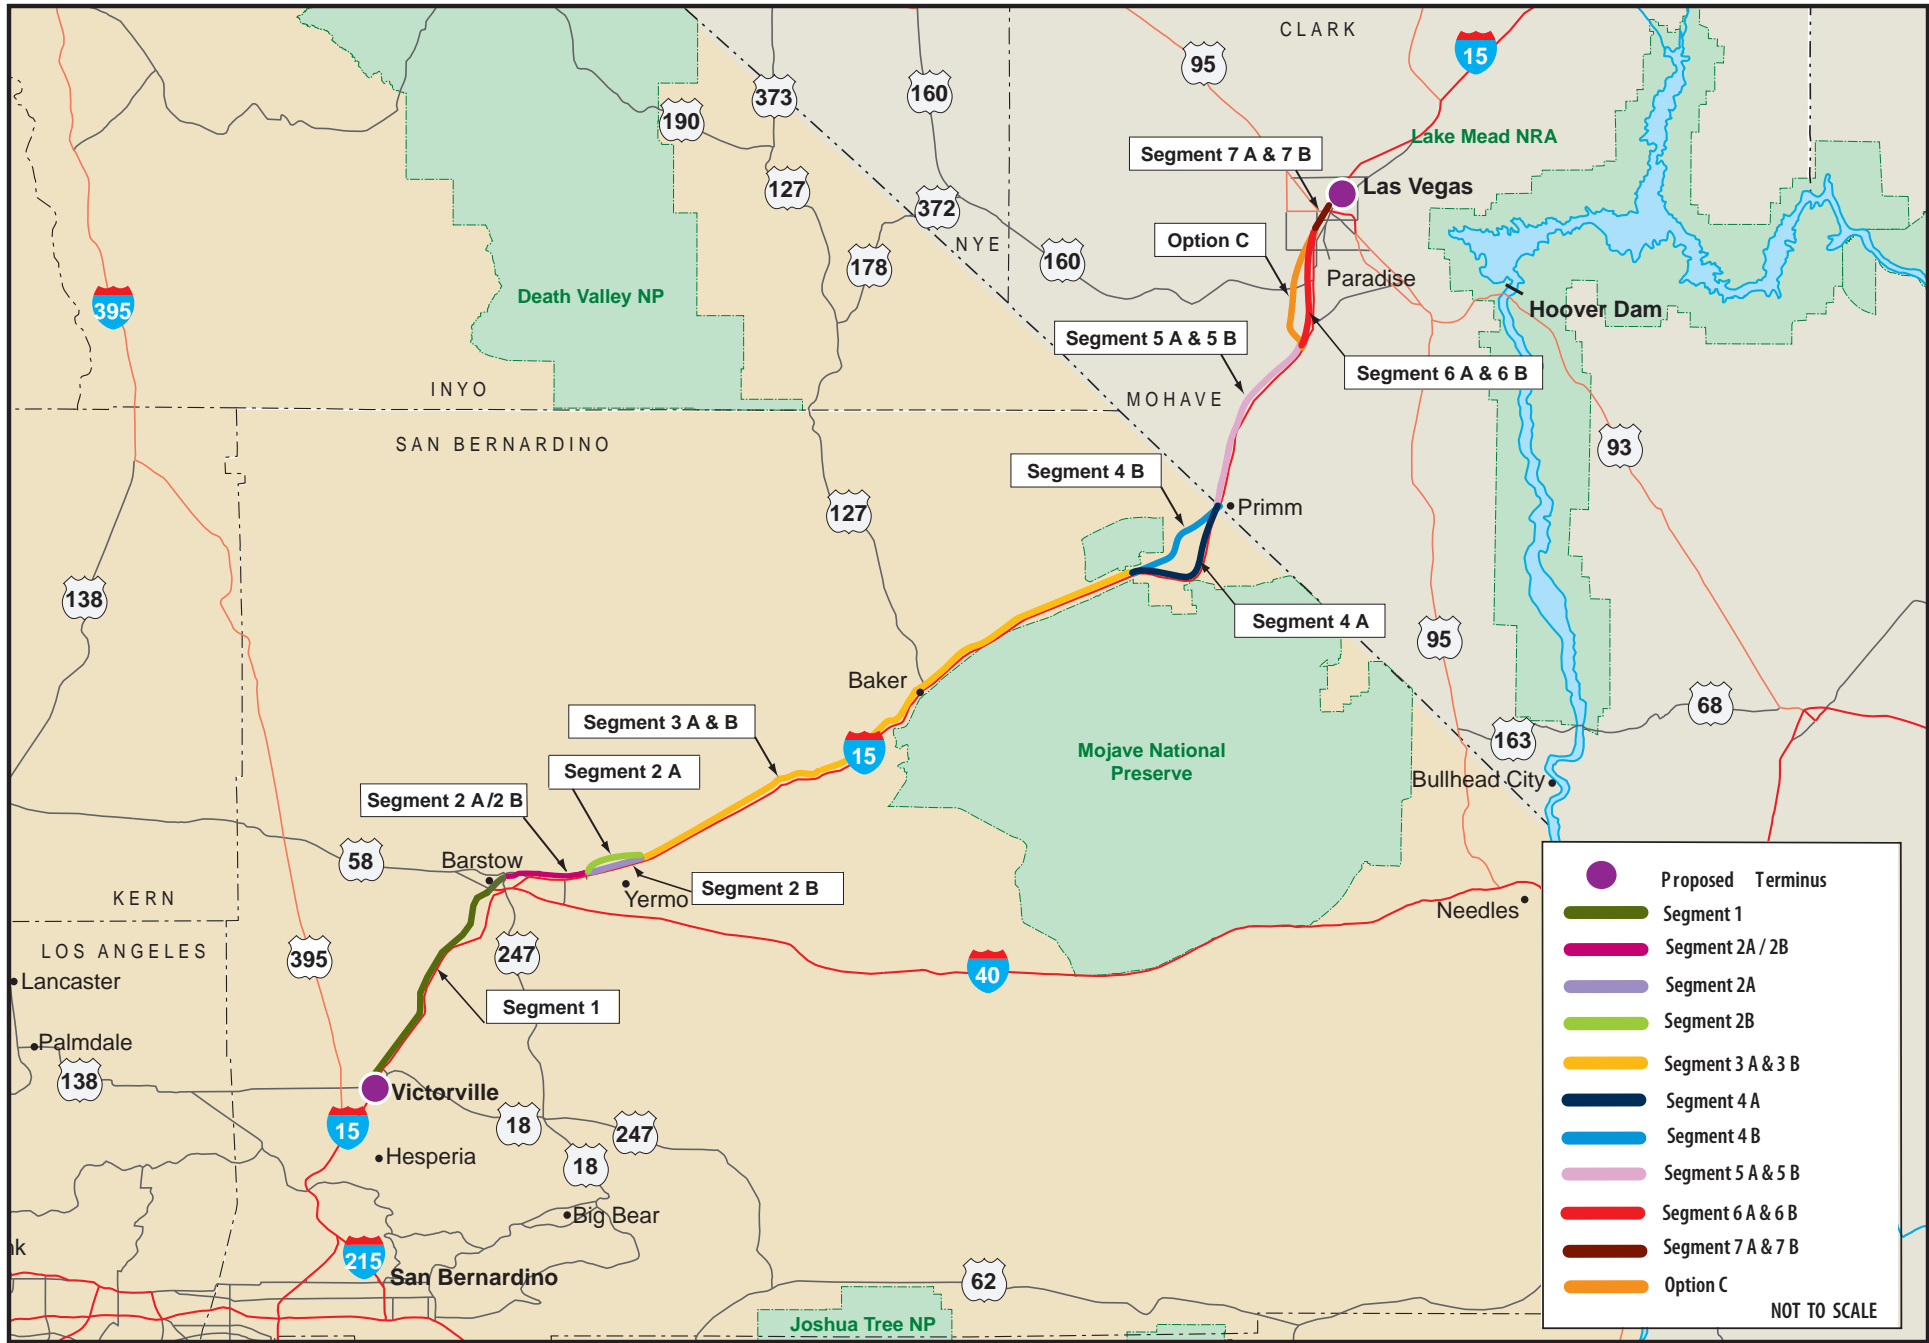 CLARK
15
95
373
160
190
Lake Mead NRA
Segment 7 A & 7 B
Las Vegas
127
372
NYE
Option C
160
178
Paradise
Death Valley NP
395
Hoover Dam
Segment 5 A & 5 B
Segment 6 A & 6 B
INYO
MOHAVE
SAN BERNARDINO
93
Segment 4 B
127
Primm
138
Segment 4 A
95
Baker
68
Segment 3 A & B
163
15
Mojave National
Preserve
Segment 2 A
Bullhead City
Segment 2 A/2 B
58
Barstow
Segment 2 B
Yermo
KERN
Needles
LOS ANGELES
395
247
40
Lancaster
Segment 1
Palmdale
138
Victorville
15
18
247
Hesperia
18
Big Bear
nk
215
San Bernardino
62
Joshua Tree NP
Proposed Terminus
Segment 1
Segment 2A / 2B
Segment 2A
Segment 2B
Segment 3 A & 3 B
Segment 4 A
Segment 4 B
Segment 5 A & 5 B
Segment 6 A & 6 B
Segment 7 A & 7 B
Option C
NOT TO SCALE